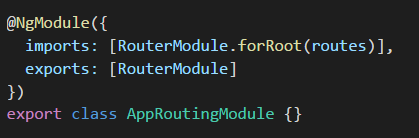 @NgModule({
  imports: [RouterModule.forRoot(routes)],
  exports: [RouterModule]
})
export class AppRoutingModule {}